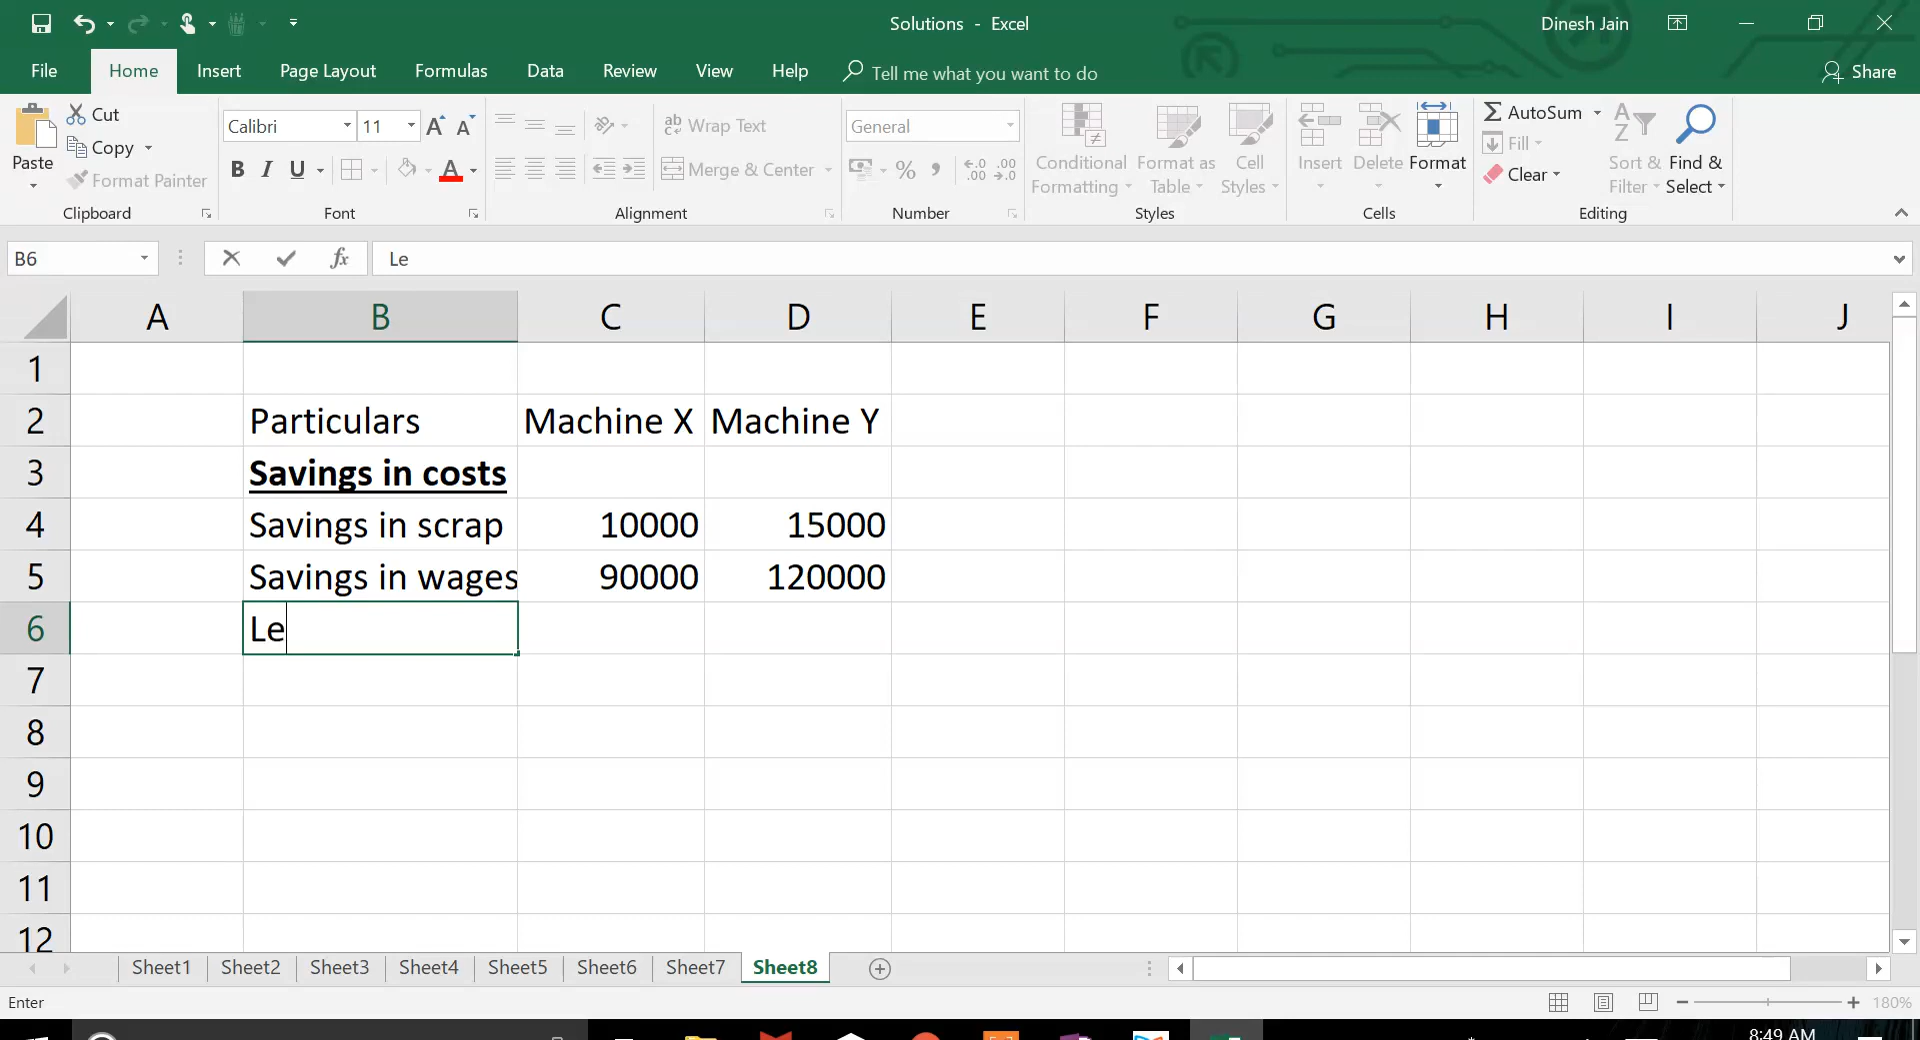 Solutions - Excel
Dinesh Jain
File Home Insert Page Layout Formulas Data Review View Help Tell me what you want to do
Share
Paste
Cut
Copy
Format Painter
Clipboard
Calibri 11 A A
B I U A
Font
ab Wrap Text
Merge & Center
Alignment
General
% , .00 .00
Number
Conditional Formatting
Format as Table
Cell Styles
Styles
Insert
Delete
Format
Cells
Σ AutoSum
Fill
Clear
A Z
Sort & Filter
Find & Select
Editing
B6 fx Le
A B C D E F G H I J
1
2 Particulars Machine X Machine Y
3 Savings in costs
4 Savings in scrap 10000 15000
5 Savings in wages 90000 120000
6 Le
7
8
9
10
11
12
Sheet1 Sheet2 Sheet3 Sheet4 Sheet5 Sheet6 Sheet7 Sheet8
Enter
180%
8:49 AM